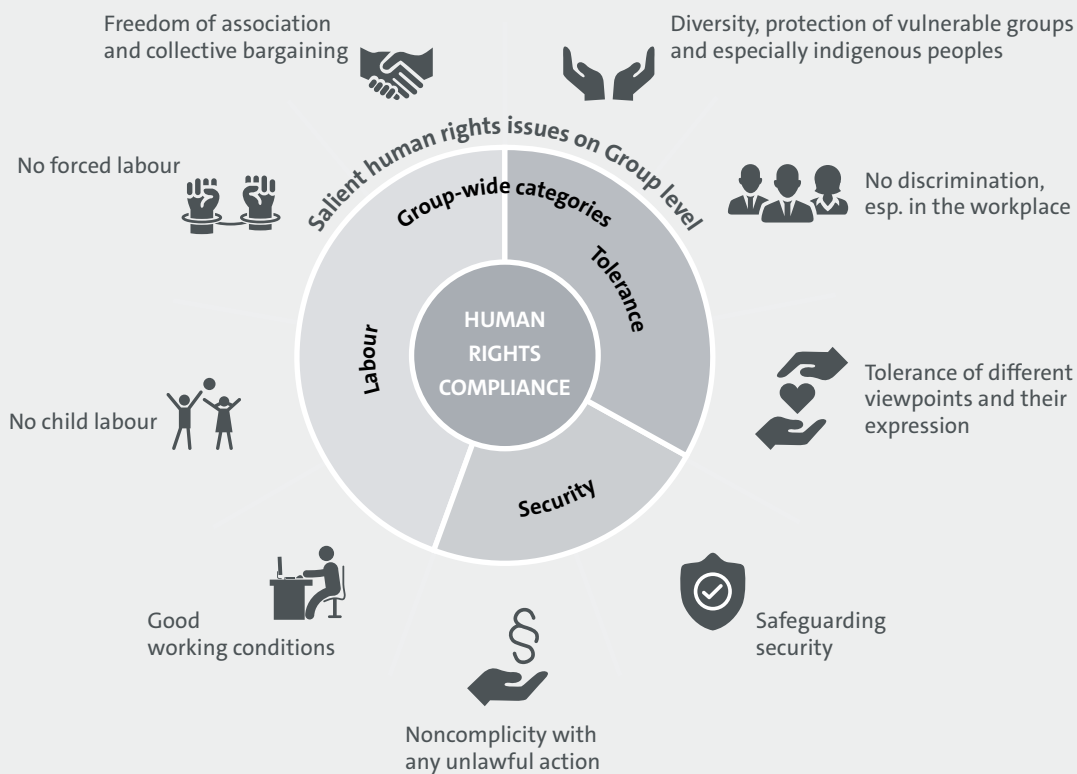 Freedom of association
and collective bargaining
Diversity, protection of vulnerable groups
and especially indigenous peoples
Salient human rights issues on Group level
No forced labour
Group-wide categories
No discrimination,
esp. in the workplace
Tolerance
HUMAN
RIGHTS
COMPLIANCE
Labour
Tolerance of different
viewpoints and their
expression
No child labour
Security
Good
working conditions
Safeguarding
security
Noncomplicity with
any unlawful action